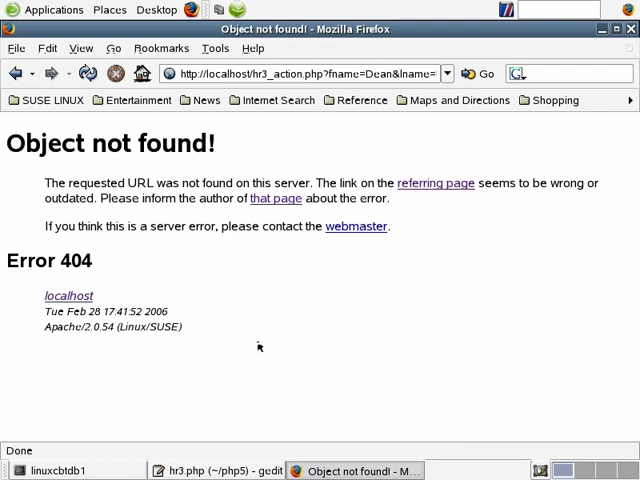 Applications Places Desktop
Object not found! - Mozilla Firefox
File Edit View Go Bookmarks Tools Help
http://localhost/hr3_action.php?fname=Dean&lname= Go
SUSE LINUX Entertainment News Internet Search Reference Maps and Directions Shopping
Object not found!
The requested URL was not found on this server. The link on the referring page seems to be wrong or
outdated. Please inform the author of that page about the error.
If you think this is a server error, please contact the webmaster.
Error 404
localhost
Tue Feb 28 17:41:52 2006
Apache/2.0.54 (Linux/SUSE)
Done
linuxcbtdb1 hr3.php (~/php5) - gedit Object not found! - M...